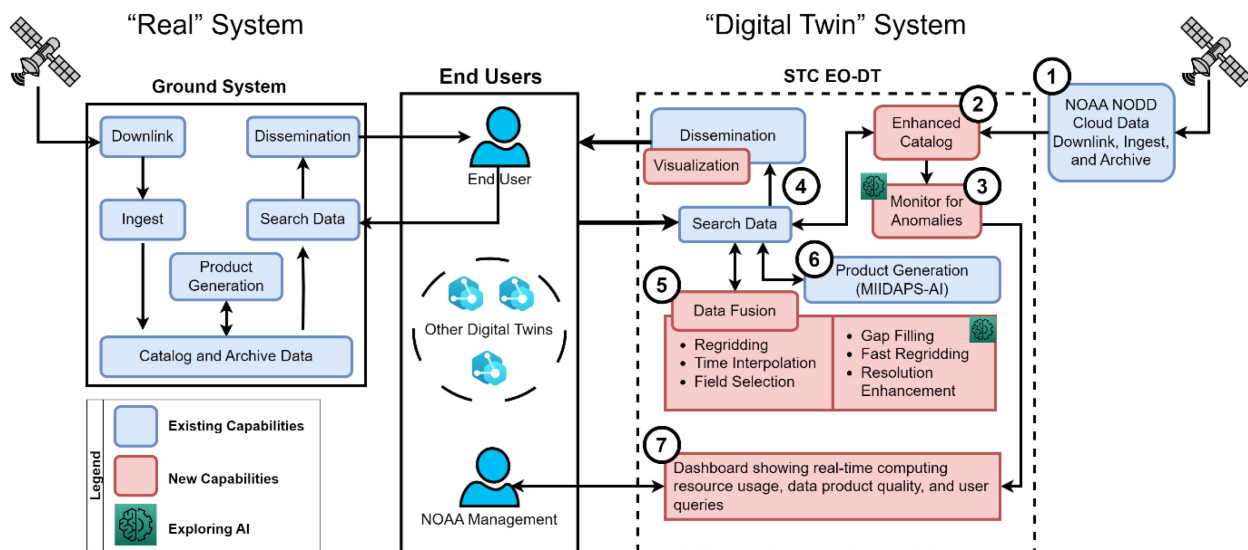 “Real” System
“Digital Twin” System
Ground System
Downlink
Dissemination
Ingest
Search Data
Product
Generation
Catalog and Archive Data
Legend
Existing Capabilities
New Capabilities
Exploring AI
End Users
End User
Other Digital Twins
NOAA Management
STC EO-DT
1
NOAA NODD
Cloud Data
Downlink, Ingest,
and Archive
2
Enhanced
Catalog
3
Monitor for
Anomalies
Dissemination
Visualization
4
Search Data
5
Data Fusion
• Regridding
• Time Interpolation
• Field Selection
• Gap Filling
• Fast Regridding
• Resolution
Enhancement
6
Product Generation
(MIIDAPS-AI)
7
Dashboard showing real-time computing
resource usage, data product quality, and user
queries